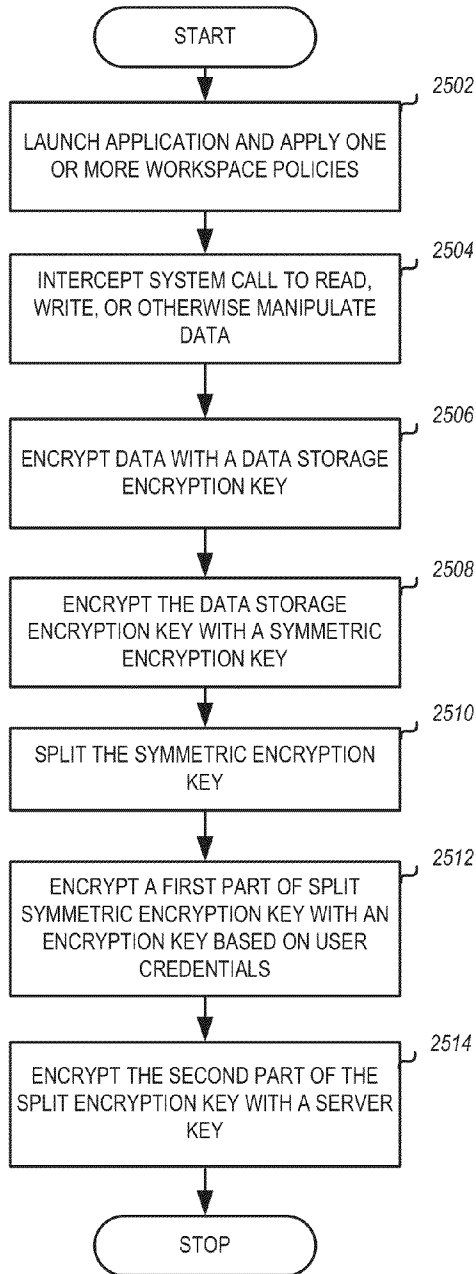 START
2502
LAUNCH APPLICATION AND APPLY ONE
OR MORE WORKSPACE POLICIES
2504
INTERCEPT SYSTEM CALL TO READ,
WRITE, OR OTHERWISE MANIPULATE
DATA
2506
ENCRYPT DATA WITH A DATA STORAGE
ENCRYPTION KEY
2508
ENCRYPT THE DATA STORAGE
ENCRYPTION KEY WITH A SYMMETRIC
ENCRYPTION KEY
2510
SPLIT THE SYMMETRIC ENCRYPTION
KEY
2512
ENCRYPT A FIRST PART OF SPLIT
SYMMETRIC ENCRYPTION KEY WITH AN
ENCRYPTION KEY BASED ON USER
CREDENTIALS
2514
ENCRYPT THE SECOND PART OF THE
SPLIT ENCRYPTION KEY WITH A SERVER
KEY
STOP